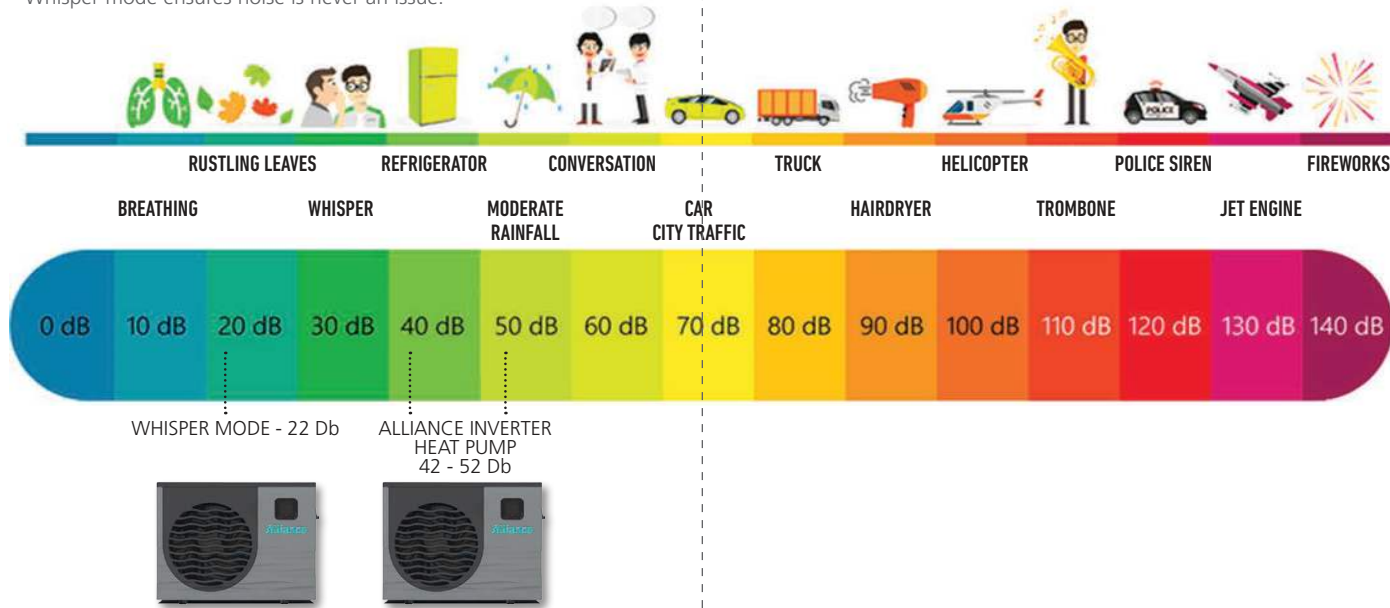 Whisper mode ensures noise is never an issue.
POLICE
RUSTLING LEAVES REFRIGERATOR CONVERSATION TRUCK HELICOPTER POLICE SIREN FIREWORKS
BREATHING WHISPER MODERATE RAINFALL CAR CITY TRAFFIC HAIRDRYER TROMBONE JET ENGINE
0 dB 10 dB 20 dB 30 dB 40 dB 50 dB 60 dB 70 dB 80 dB 90 dB 100 dB 110 dB 120 dB 130 dB 140 dB
WHISPER MODE - 22 Db
ALLIANCE INVERTER
HEAT PUMP
42 - 52 Db